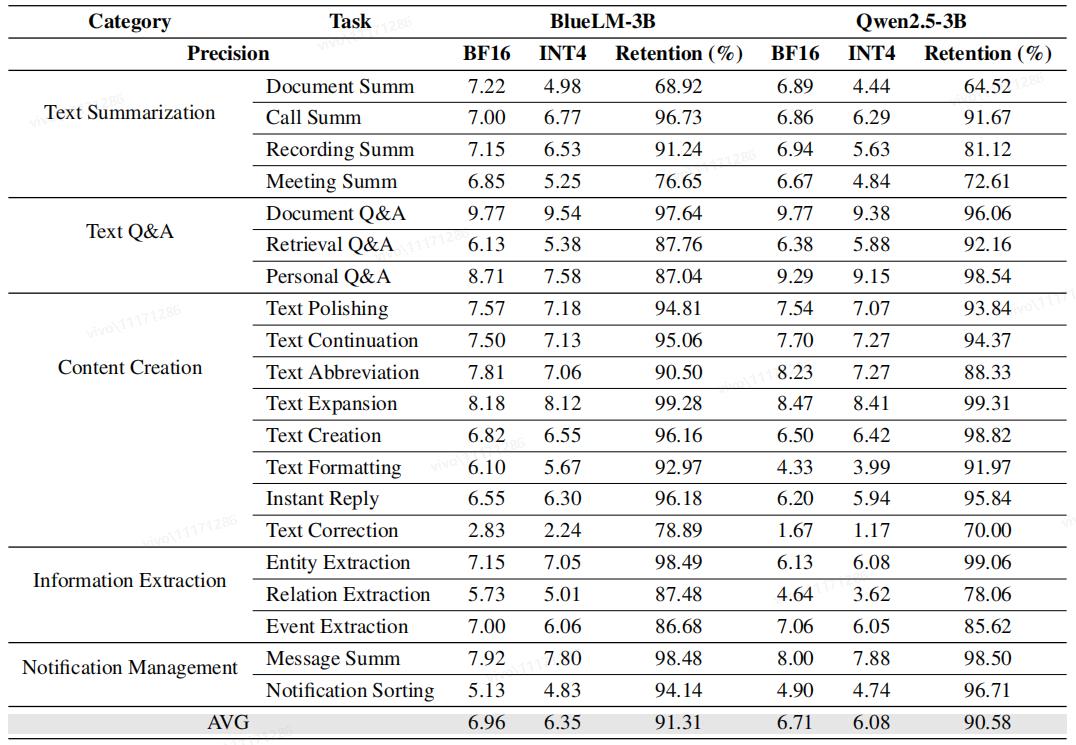 Category Task BlueLM-3B Qwen2.5-3B
Precision BF16 INT4 Retention (%) BF16 INT4 Retention (%)
Text Summarization
Document Summ 7.22 4.98 68.92 6.89 4.44 64.52
Call Summ 7.00 6.77 96.73 6.86 6.29 91.67
Recording Summ 7.15 6.53 91.24 6.94 5.63 81.12
Meeting Summ 6.85 5.25 76.65 6.67 4.84 72.61
Text Q&A
Document Q&A 9.77 9.54 97.64 9.77 9.38 96.06
Retrieval Q&A 6.13 5.38 87.76 6.38 5.88 92.16
Personal Q&A 8.71 7.58 87.04 9.29 9.15 98.54
Content Creation
Text Polishing 7.57 7.18 94.81 7.54 7.07 93.84
Text Continuation 7.50 7.13 95.06 7.70 7.27 94.37
Text Abbreviation 7.81 7.06 90.50 8.23 7.27 88.33
Text Expansion 8.18 8.12 99.28 8.47 8.41 99.31
Text Creation 6.82 6.55 96.16 6.50 6.42 98.82
Text Formatting 6.10 5.67 92.97 4.33 3.99 91.97
Instant Reply 6.55 6.30 96.18 6.20 5.94 95.84
Text Correction 2.83 2.24 78.89 1.67 1.17 70.00
Information Extraction
Entity Extraction 7.15 7.05 98.49 6.13 6.08 99.06
Relation Extraction 5.73 5.01 87.48 4.64 3.62 78.06
Event Extraction 7.00 6.06 86.68 7.06 6.05 85.62
Notification Management
Message Summ 7.92 7.80 98.48 8.00 7.88 98.50
Notification Sorting 5.13 4.83 94.14 4.90 4.74 96.71
AVG 6.96 6.35 91.31 6.71 6.08 90.58
vivo\11171286